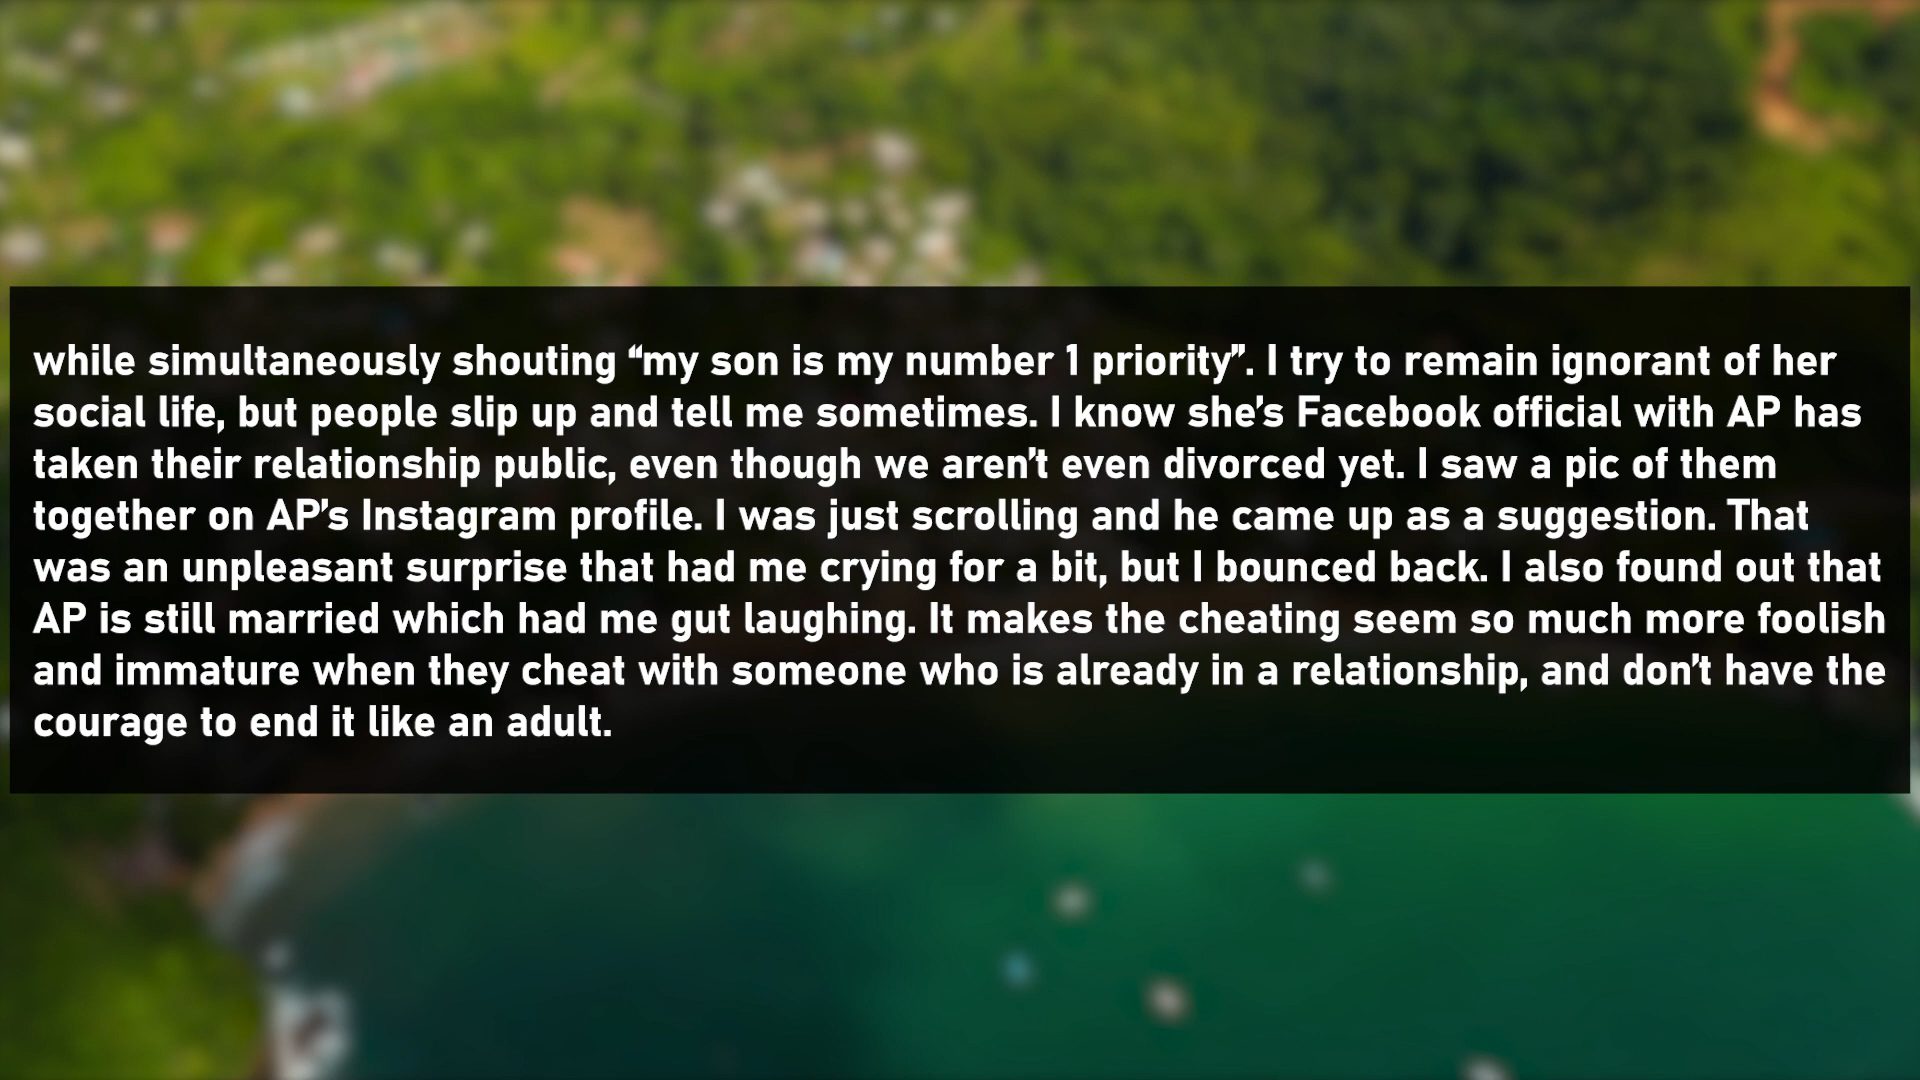 while simultaneously shouting “my son is my number 1 priority”. I try to remain ignorant of her
social life, but people slip up and tell me sometimes. I know she’s Facebook official with AP has
taken their relationship public, even though we aren’t even divorced yet. I saw a pic of them
together on AP’s Instagram profile. I was just scrolling and he came up as a suggestion. That
was an unpleasant surprise that had me crying for a bit, but I bounced back. I also found out that
AP is still married which had me gut laughing. It makes the cheating seem so much more foolish
and immature when they cheat with someone who is already in a relationship, and don’t have the
courage to end it like an adult.